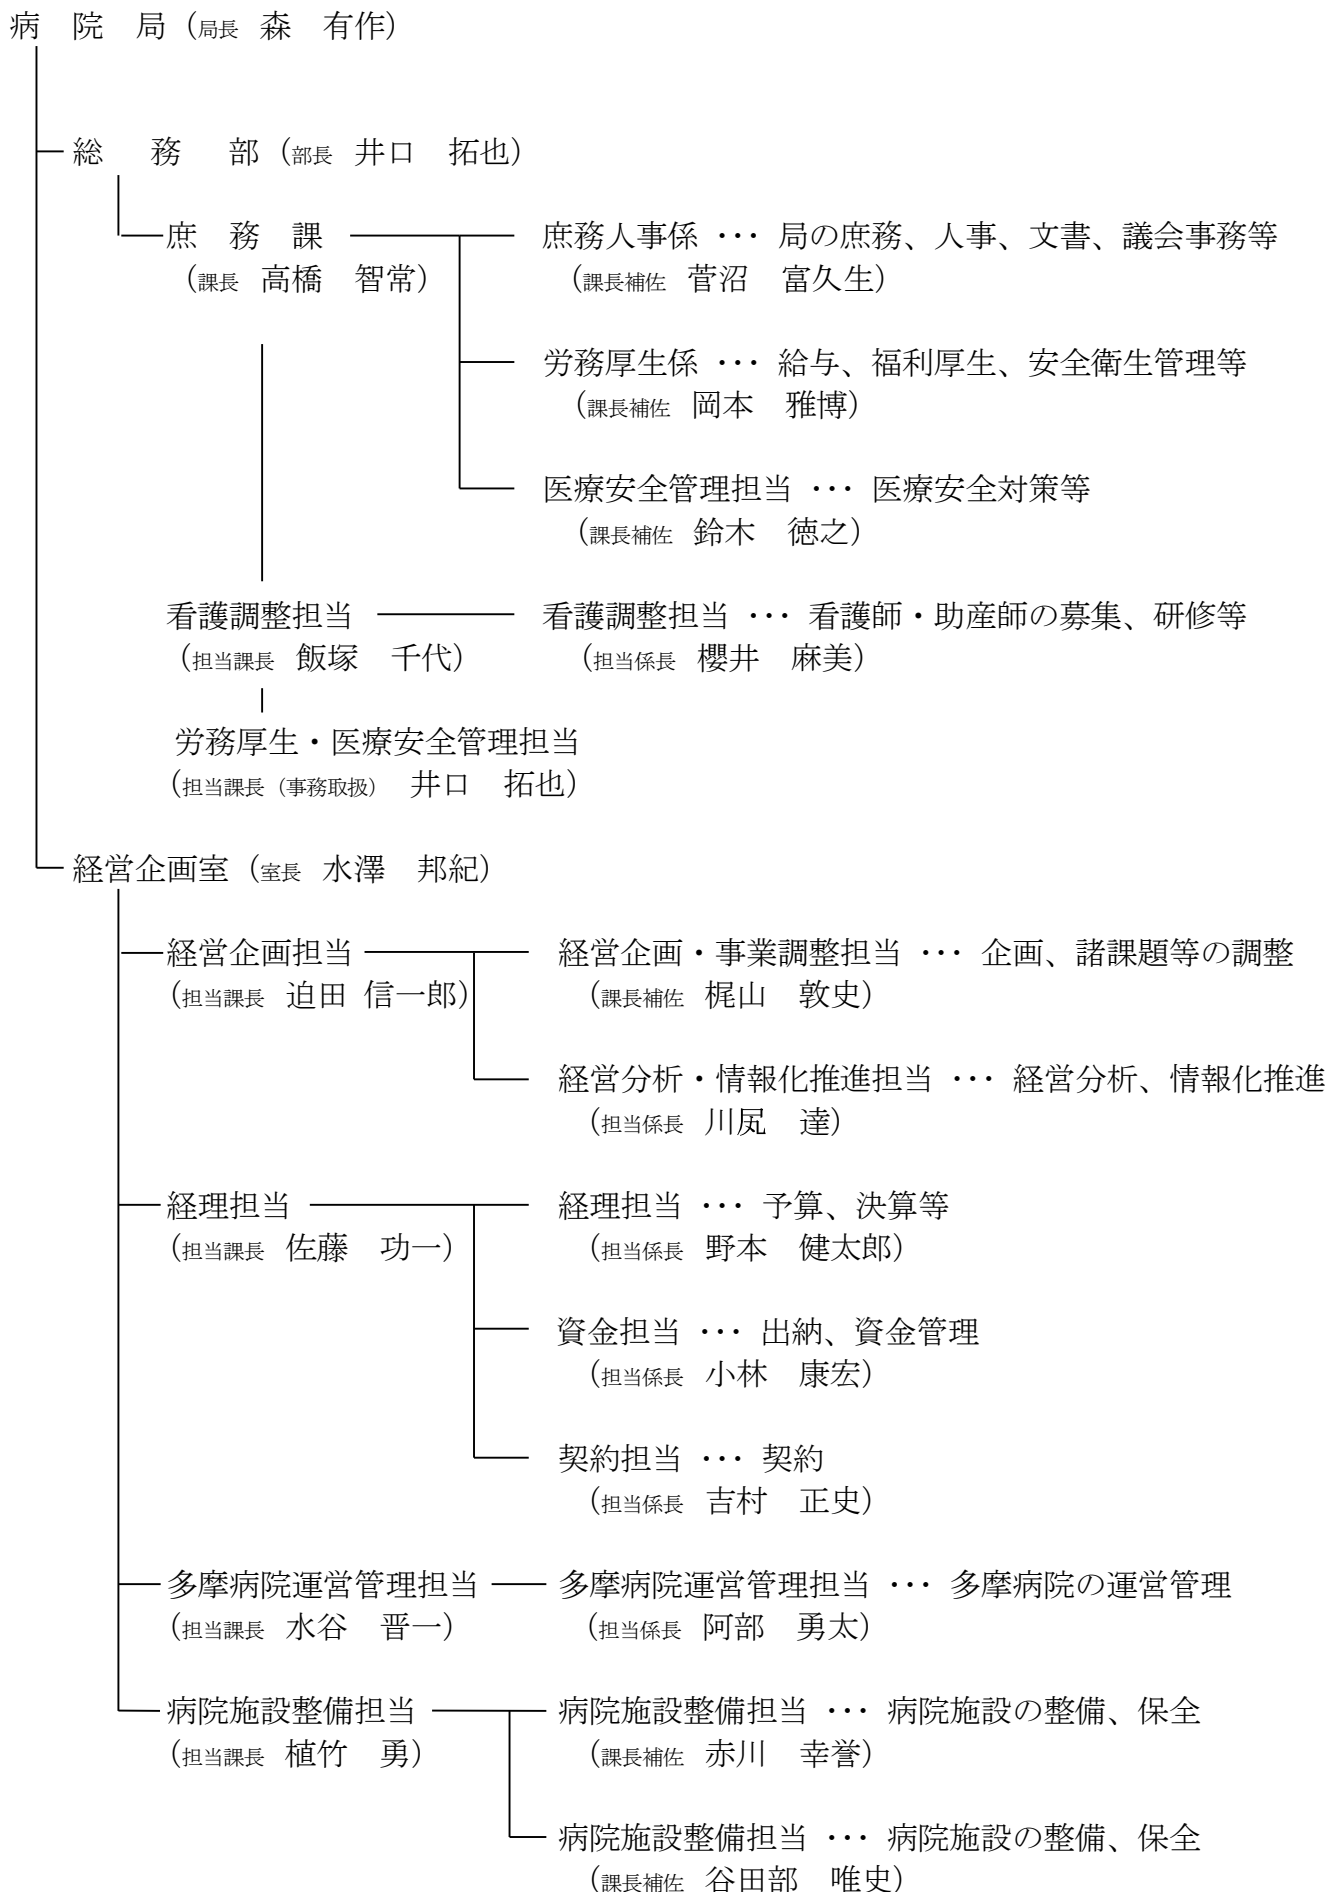 病　院　局（局長　森　有作）
総　務　部（部長　井口　拓也）
庶　務　課　庶務人事係 ・・・ 局の庶務、人事、文書、議会事務等
（課長　高橋　智常）　（課長補佐　菅沼　富久生）
労務厚生係 ・・・ 給与、福利厚生、安全衛生管理等
（課長補佐　岡本　雅博）
医療安全管理担当 ・・・ 医療安全対策等
（課長補佐　鈴木　徳之）
看護調整担当　看護調整担当 ・・・ 看護師・助産師の募集、研修等
（担当課長　飯塚　千代）　（担当係長　櫻井　麻美）
労務厚生・医療安全管理担当
（担当課長（事務取扱）　井口　拓也）
経営企画室（室長　水澤　邦紀）
経営企画担当　経営企画・事業調整担当 ・・・ 企画、諸課題等の調整
（担当課長　迫田 信一郎）　（課長補佐　梶山　敦史）
経営分析・情報化推進担当 ・・・ 経営分析、情報化推進
（担当係長　川凨　達）
経理担当　経理担当 ・・・ 予算、決算等
（担当課長　佐藤　功一）　（担当係長　野本　健太郎）
資金担当 ・・・ 出納、資金管理
（担当係長　小林　康宏）
契約担当 ・・・ 契約
（担当係長　吉村　正史）
多摩病院運営管理担当　多摩病院運営管理担当 ・・・ 多摩病院の運営管理
（担当課長　水谷　晋一）　（担当係長　阿部　勇太）
病院施設整備担当　病院施設整備担当 ・・・ 病院施設の整備、保全
（担当課長　植竹　勇）　（課長補佐　赤川　幸誉）
病院施設整備担当 ・・・ 病院施設の整備、保全
（課長補佐　谷田部　唯史）